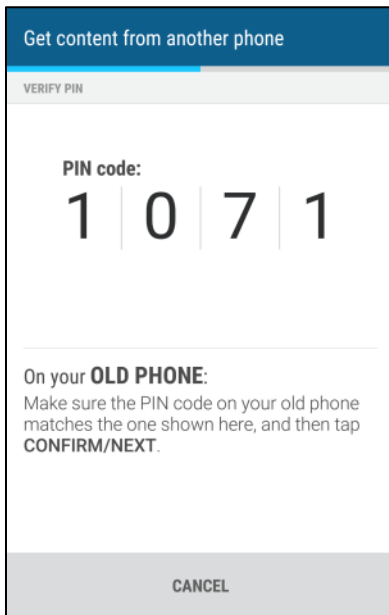 Get content from another phone
VERIFY PIN
PIN code:
1 0 7 1
On your OLD PHONE:
Make sure the PIN code on your old phone
matches the one shown here, and then tap
CONFIRM/NEXT.
CANCEL